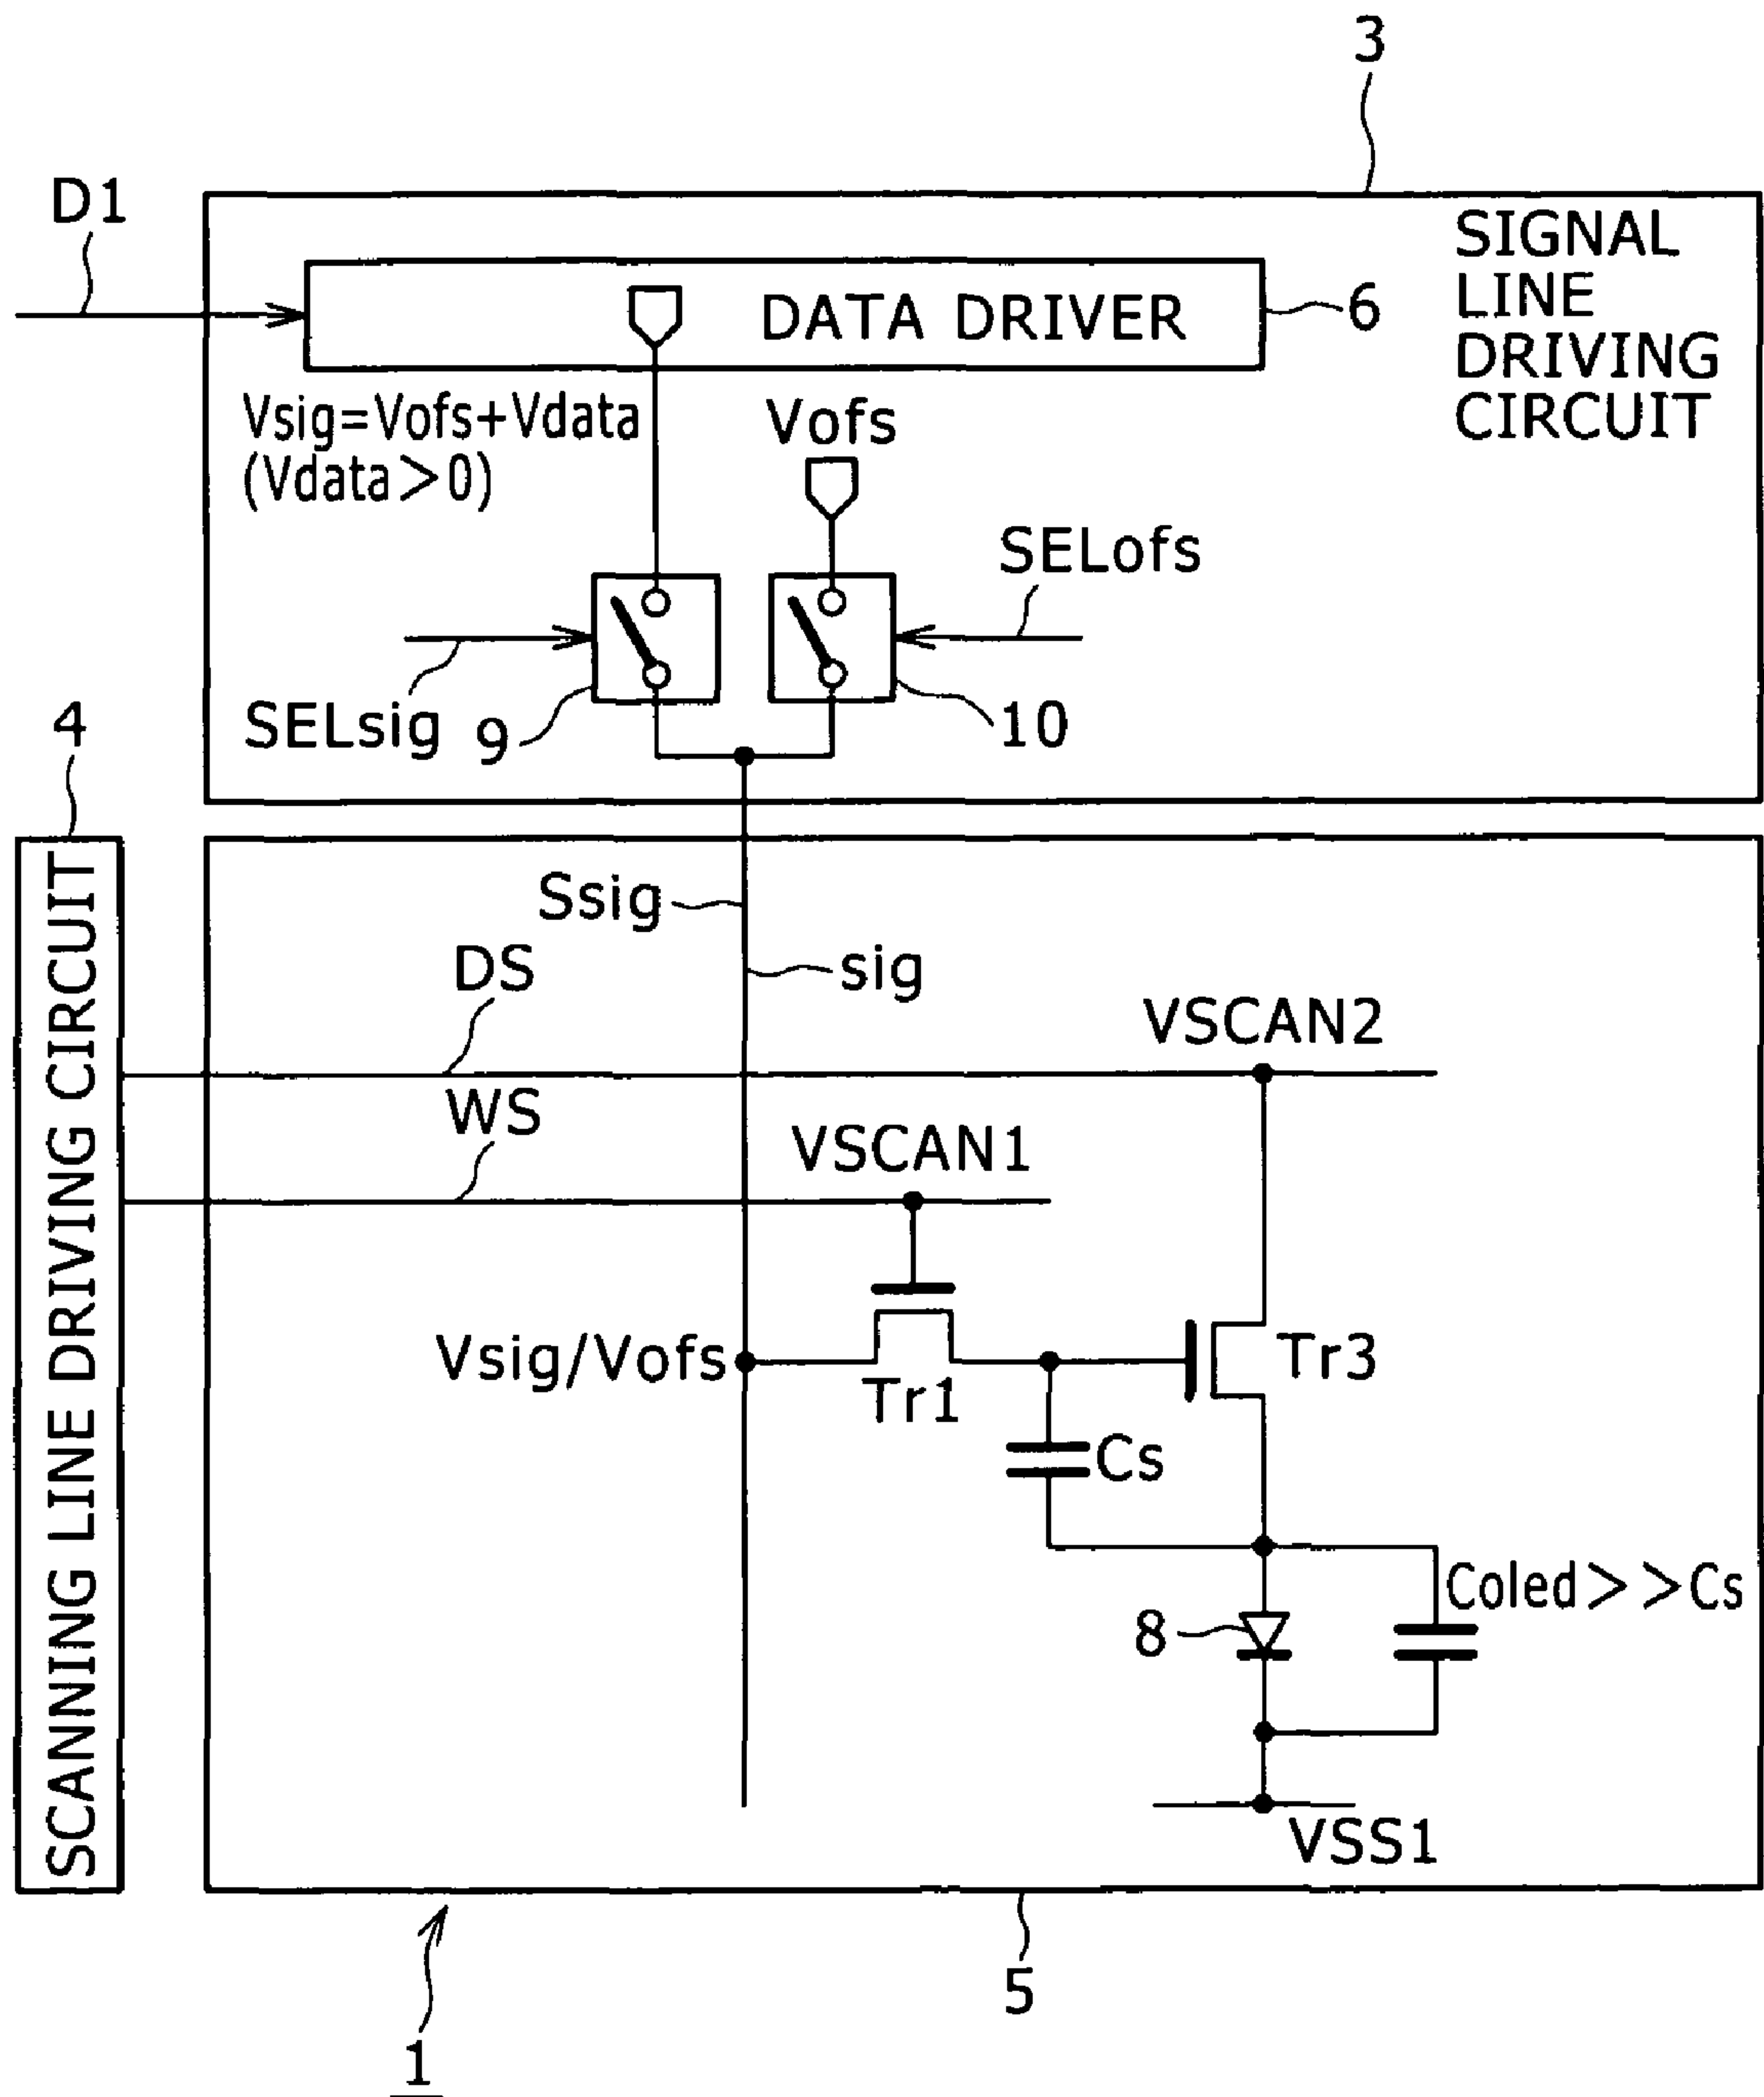 3
D1
SIGNAL
LINE
DRIVING
CIRCUIT
DATA DRIVER
6
Vsig=Vofs+Vdata
(Vdata>0)
Vofs
SELofs
SELsig
9
10
4
SCANNING LINE DRIVING CIRCUIT
Ssig
sig
DS
VSCAN2
WS
VSCAN1
Vsig/Vofs
Tr1
Tr3
Cs
Coled>>Cs
8
VSS1
5
1